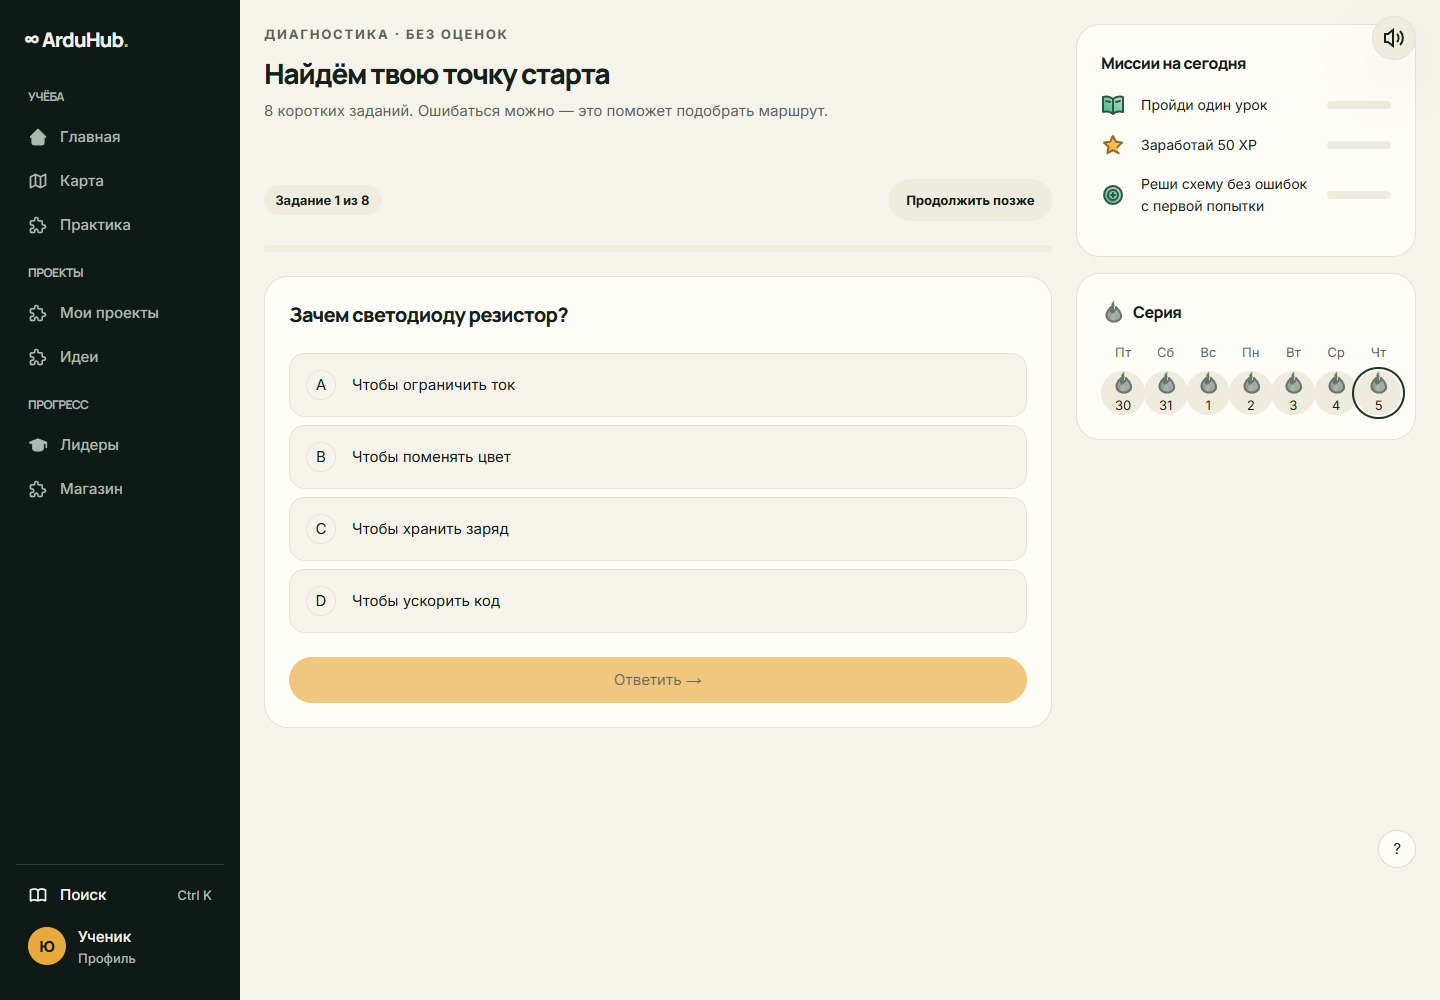 ∞ ArduHub.
УЧЁБА
Главная
Карта
Практика
ПРОЕКТЫ
Мои проекты
Идеи
ПРОГРЕСС
Лидеры
Магазин
Поиск Ctrl K
Ю
Ученик
Профиль
ДИАГНОСТИКА · БЕЗ ОЦЕНОК
Найдём твою точку старта
8 коротких заданий. Ошибаться можно — это поможет подобрать маршрут.
Задание 1 из 8
Продолжить позже
Зачем светодиоду резистор?
A Чтобы ограничить ток
B Чтобы поменять цвет
C Чтобы хранить заряд
D Чтобы ускорить код
Ответить →
Миссии на сегодня
Пройди один урок
Заработай 50 XP
Реши схему без ошибок
с первой попытки
Серия
Пт Сб Вс Пн Вт Ср Чт
30 31 1 2 3 4 5
?